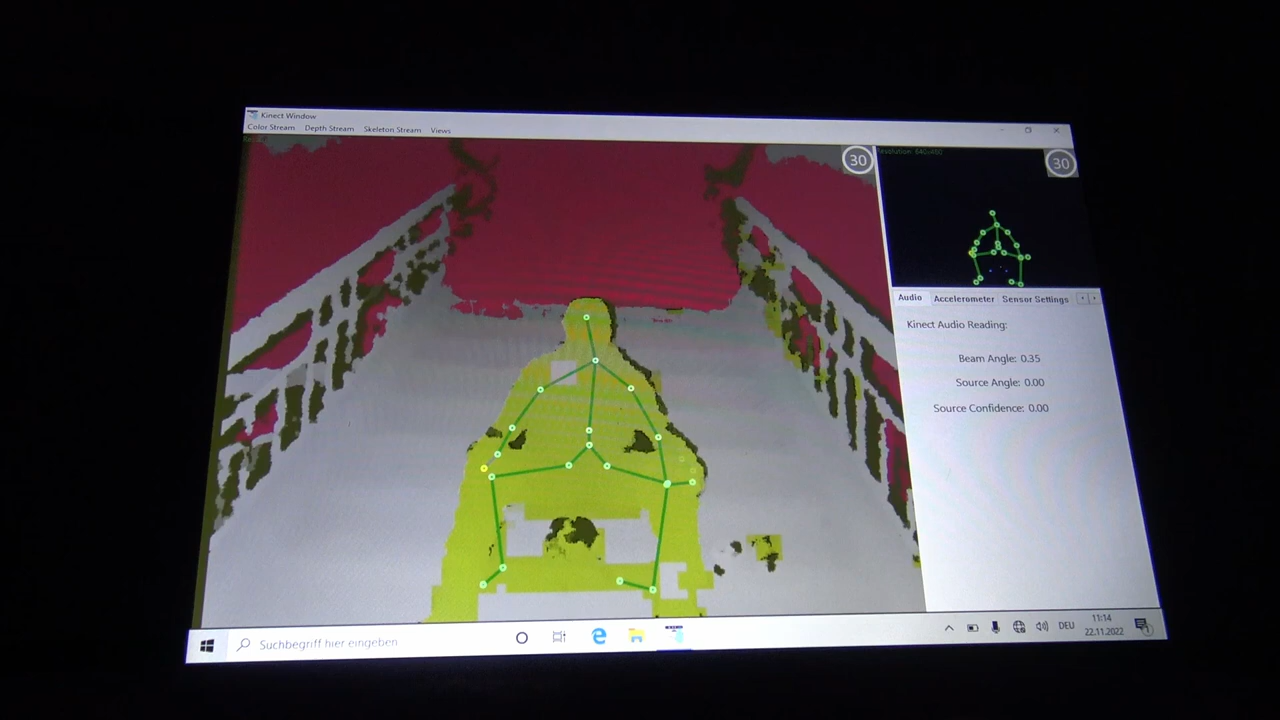 Kinect Window
Color Stream Depth Stream Skeleton Stream Views
30
Resolution: 640x480
30
Audio Accelerometer Sensor Settings
Kinect Audio Reading:
Beam Angle: 0.35
Source Angle: 0.00
Source Confidence: 0.00
Suchbegriff hier eingeben
DEU
11:14
22.11.2022